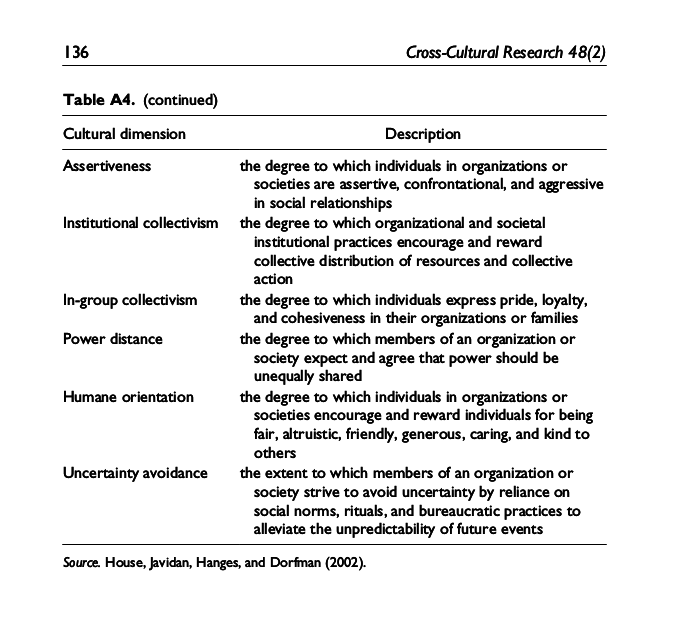 136 Cross-Cultural Research 48(2)
Table A4. (continued)
Cultural dimension Description
Assertiveness the degree to which individuals in organizations or
societies are assertive, confrontational, and aggressive
in social relationships
Institutional collectivism the degree to which organizational and societal
institutional practices encourage and reward
collective distribution of resources and collective
action
In-group collectivism the degree to which individuals express pride, loyalty,
and cohesiveness in their organizations or families
Power distance the degree to which members of an organization or
society expect and agree that power should be
unequally shared
Humane orientation the degree to which individuals in organizations or
societies encourage and reward individuals for being
fair, altruistic, friendly, generous, caring, and kind to
others
Uncertainty avoidance the extent to which members of an organization or
society strive to avoid uncertainty by reliance on
social norms, rituals, and bureaucratic practices to
alleviate the unpredictability of future events
Source. House, Javidan, Hanges, and Dorfman (2002).